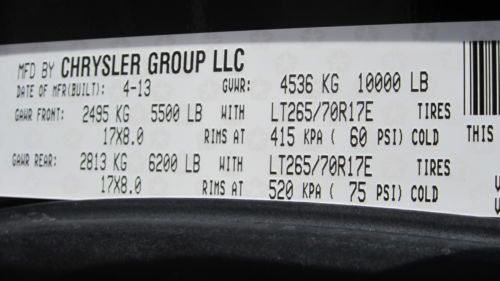 MFD BY CHRYSLER GROUP LLC
DATE OF MFR(BUILT): 4-13 GVWR: 4536 KG 10000 LB
GAWR FRONT: 2495 KG 5500 LB WITH LT265/70R17E TIRES
17X8.0 RIMS AT 415 KPA ( 60 PSI) COLD THIS
GAWR REAR: 2813 KG 6200 LB WITH LT265/70R17E TIRES
17X8.0 RIMS AT 520 KPA ( 75 PSI) COLD